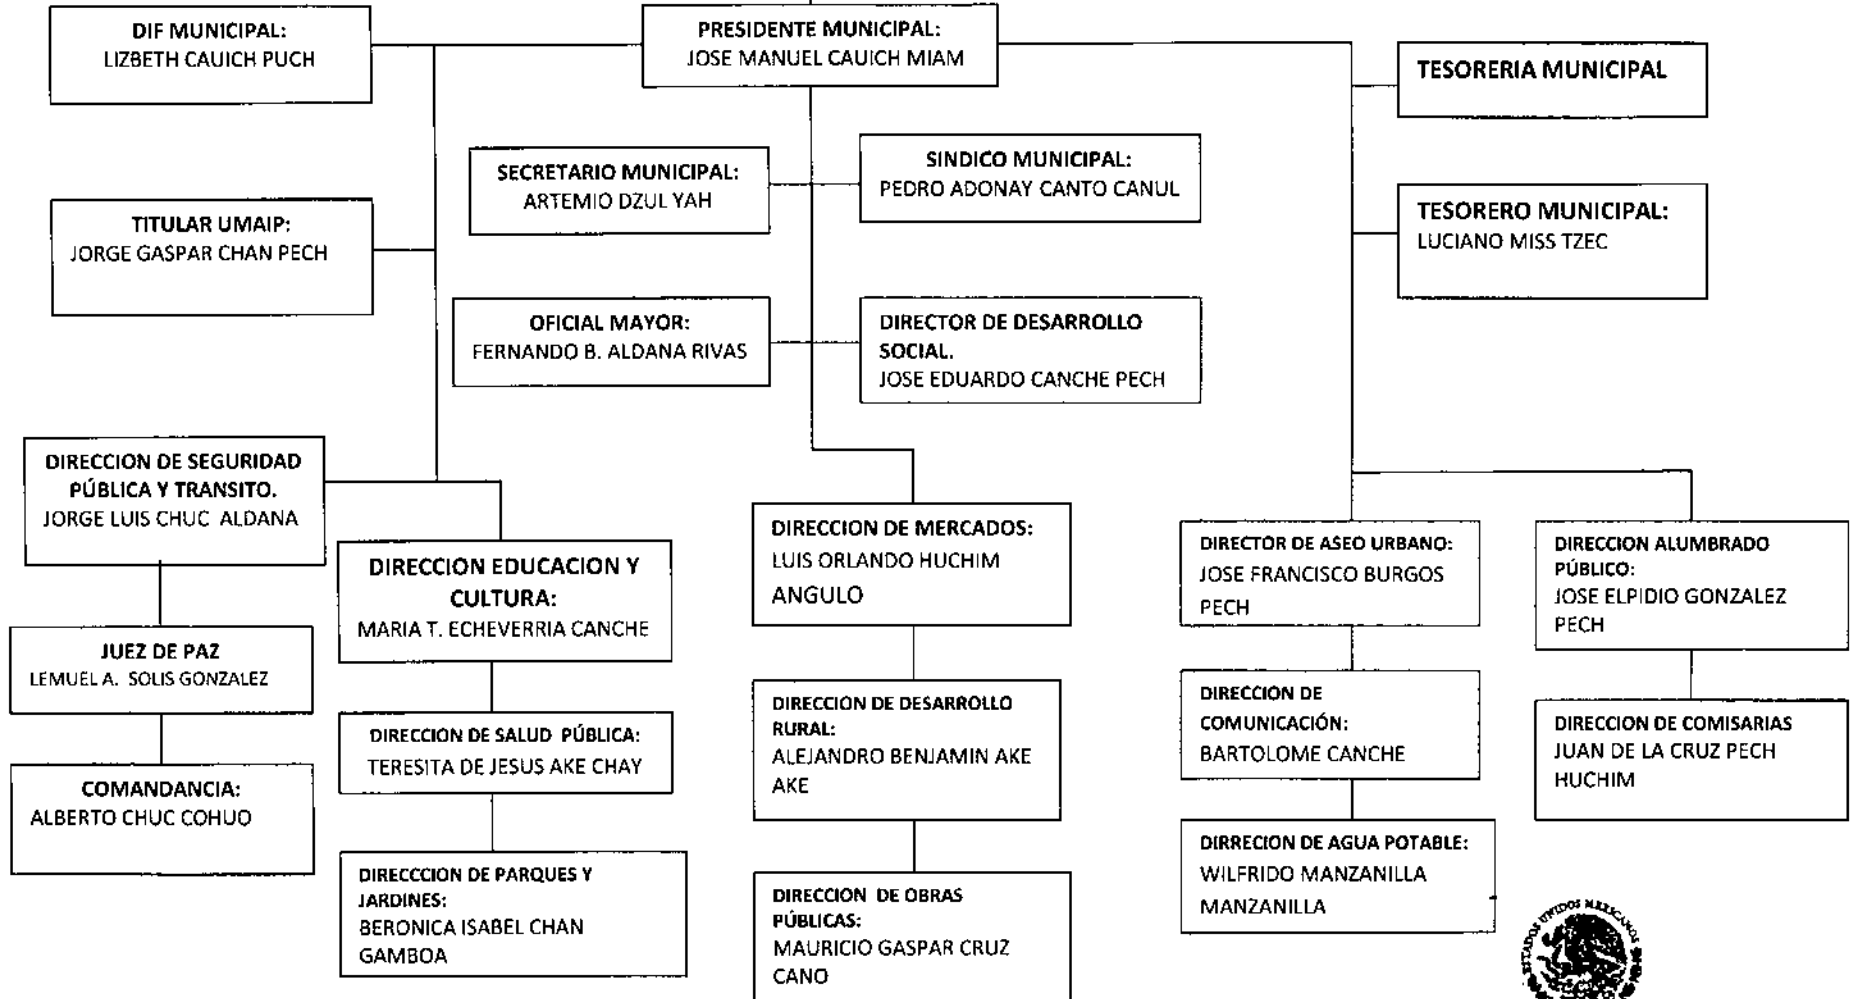 DIF MUNICIPAL:
LIZBETH CAUICH PUCH
PRESIDENTE MUNICIPAL:
JOSE MANUEL CAUICH MIAM
TESORERIA MUNICIPAL
SECRETARIO MUNICIPAL:
ARTEMIO DZUL YAH
SINDICO MUNICIPAL:
PEDRO ADONAY CANTO CANUL
TITULAR UMAIP:
JORGE GASPAR CHAN PECH
TESORERO MUNICIPAL:
LUCIANO MISS TZEC
OFICIAL MAYOR:
FERNANDO B. ALDANA RIVAS
DIRECTOR DE DESARROLLO
SOCIAL.
JOSE EDUARDO CANCHE PECH
DIRECCION DE SEGURIDAD
PÚBLICA Y TRANSITO.
JORGE LUIS CHUC ALDANA
DIRECCION EDUCACION Y
CULTURA:
MARIA T. ECHEVERRIA CANCHE
DIRECCION DE MERCADOS:
LUIS ORLANDO HUCHIM
ANGULO
DIRECTOR DE ASEO URBANO:
JOSE FRANCISCO BURGOS
PECH
DIRECCION ALUMBRADO
PÚBLICO:
JOSE ELPIDIO GONZALEZ
PECH
JUEZ DE PAZ
LEMUEL A. SOLIS GONZALEZ
DIRECCION DE SALUD PÚBLICA:
TERESITA DE JESUS AKE CHAY
DIRECCION DE DESARROLLO
RURAL:
ALEJANDRO BENJAMIN AKE
AKE
DIRECCION DE
COMUNICACIÓN:
BARTOLOME CANCHE
DIRECCION DE COMISARIAS
JUAN DE LA CRUZ PECH
HUCHIM
COMANDANCIA:
ALBERTO CHUC COHUO
DIRECCCION DE PARQUES Y
JARDINES:
BERONICA ISABEL CHAN
GAMBOA
DIRECCION DE OBRAS
PÚBLICAS:
MAURICIO GASPAR CRUZ
CANO
DIRRECION DE AGUA POTABLE:
WILFRIDO MANZANILLA
MANZANILLA
ESTADOS UNIDOS MEXICANOS